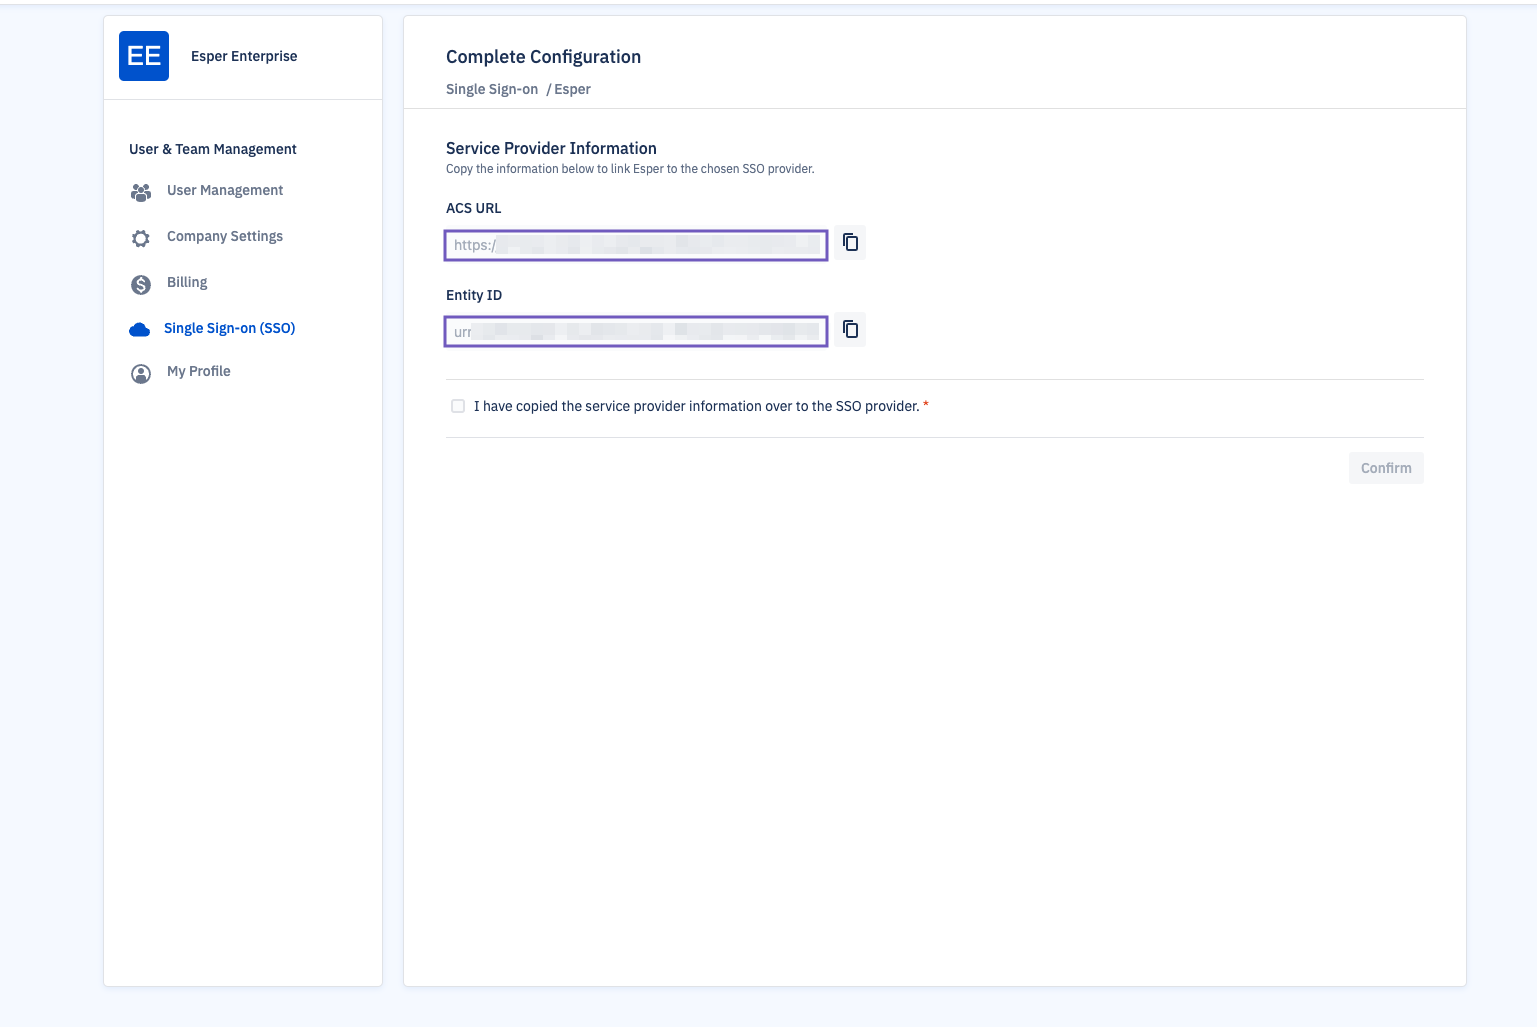 EE
Esper Enterprise
User & Team Management
User Management
Company Settings
Billing
Single Sign-on (SSO)
My Profile
Complete Configuration
Single Sign-on / Esper
Service Provider Information
Copy the information below to link Esper to the chosen SSO provider.
ACS URL
https:/
Entity ID
urn
I have copied the service provider information over to the SSO provider. *
Confirm